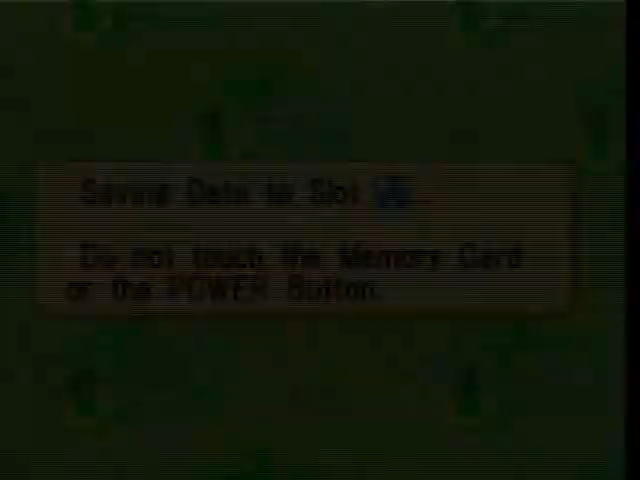 Saving Data to Slot
Do not touch the Memory Card
or the POWER Button.